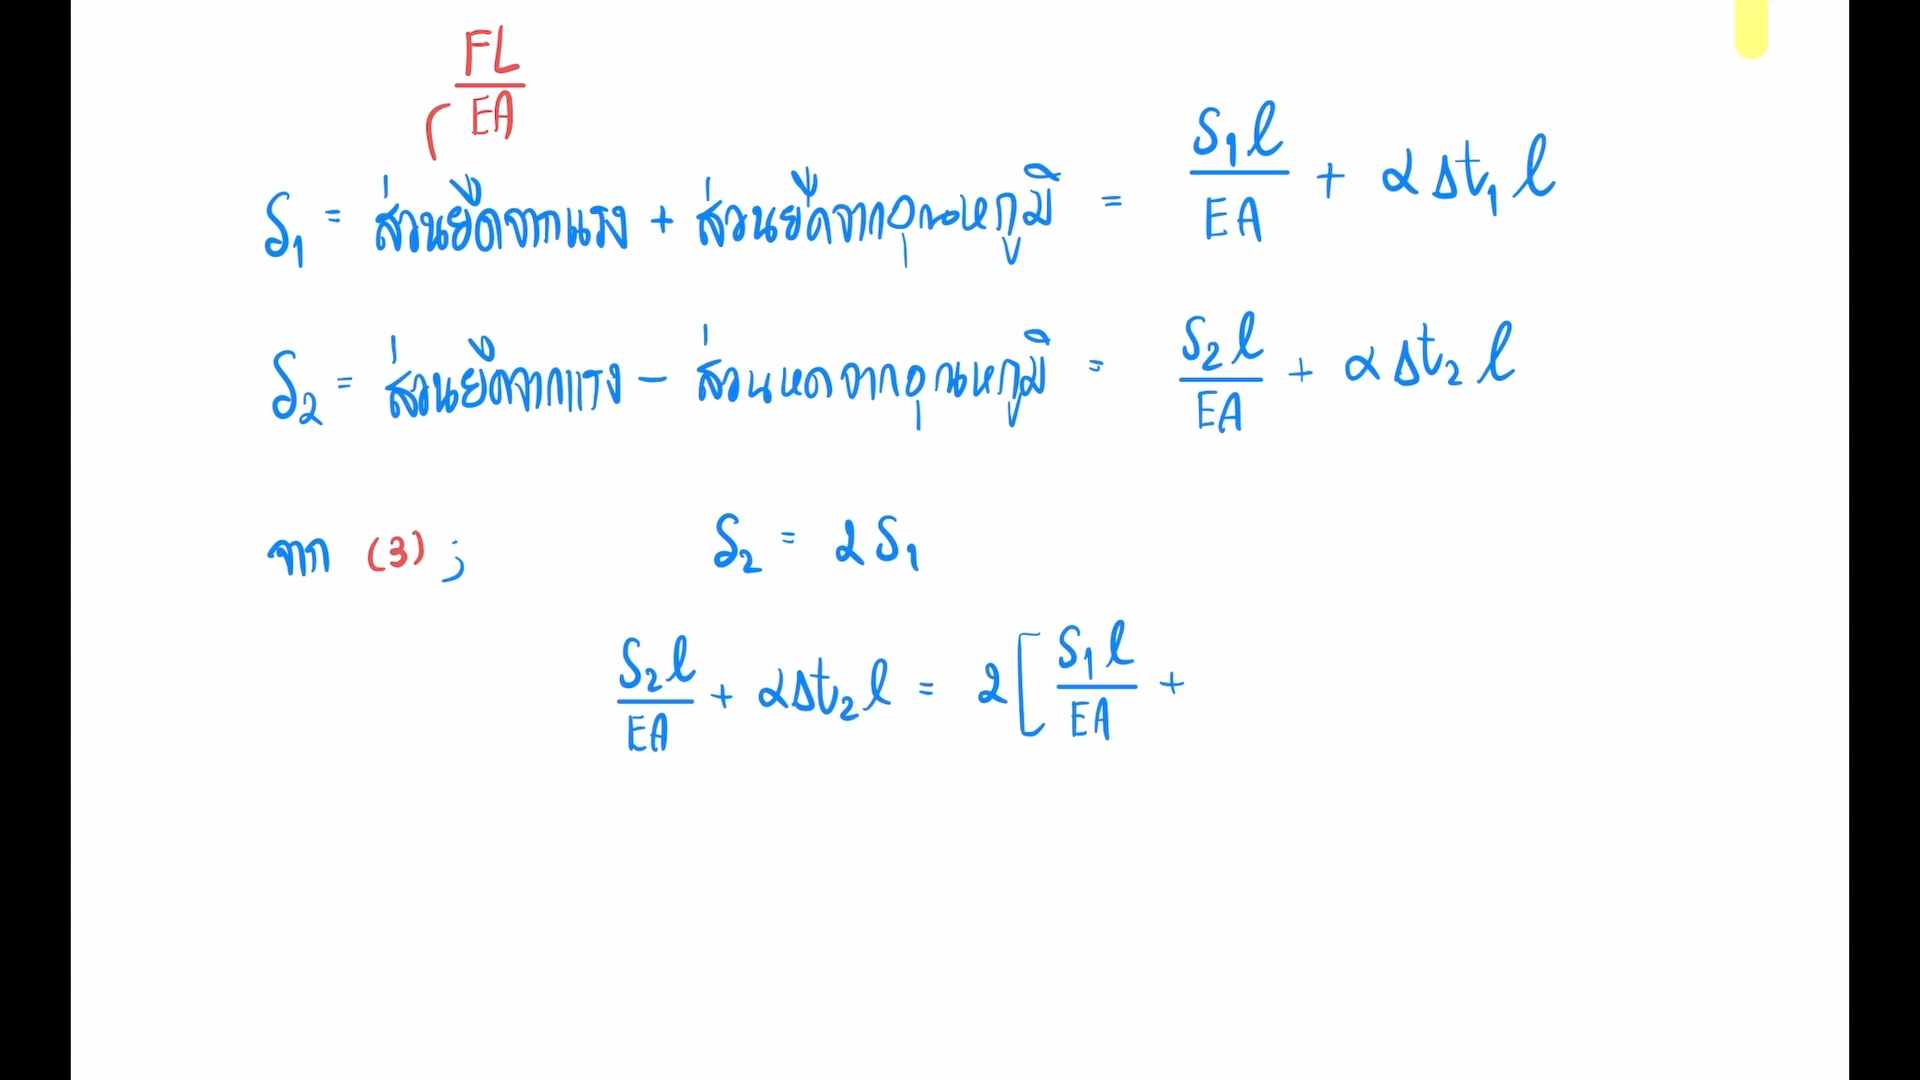 FL
EA
δ₁ = ส่วนยืดจากแรง + ส่วนยืดจากอุณหภูมิ = S₁l/EA + αΔt₁l
δ₂ = ส่วนยืดจากแรง − ส่วนหดจากอุณหภูมิ = S₂l/EA + αΔt₂l
จาก (3) ; δ₂ = 2δ₁
S₂l/EA + αΔt₂l = 2[S₁l/EA +